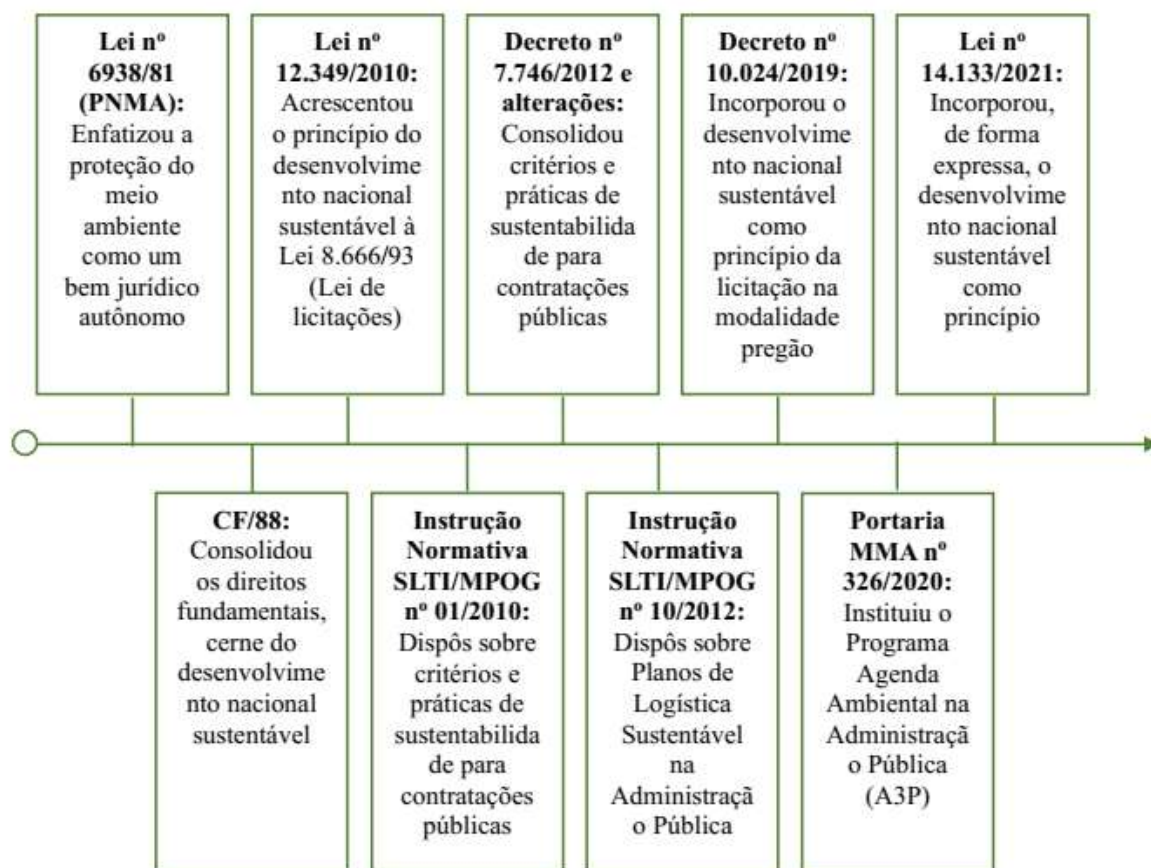 Lei nº
6938/81
(PNMA):
Enfatizou a
proteção do
meio
ambiente
como um
bem jurídico
autônomo
Lei nº
12.349/2010:
Acrescentou
o princípio do
desenvolvime
nto nacional
sustentável à
Lei 8.666/93
(Lei de
licitações)
Decreto nº
7.746/2012 e
alterações:
Consolidou
critérios e
práticas de
sustentabilida
de para
contratações
públicas
Decreto nº
10.024/2019:
Incorporou o
desenvolvime
nto nacional
sustentável
como
princípio da
licitação na
modalidade
pregão
Lei nº
14.133/2021:
Incorporou,
de forma
expressa, o
desenvolvime
nto nacional
sustentável
como
princípio
CF/88:
Consolidou
os direitos
fundamentais,
cerne do
desenvolvime
nto nacional
sustentável
Instrução
Normativa
SLTI/MPOG
nº 01/2010:
Dispôs sobre
critérios e
práticas de
sustentabilida
de para
contratações
públicas
Instrução
Normativa
SLTI/MPOG
nº 10/2012:
Dispôs sobre
Planos de
Logística
Sustentável
na
Administraçã
o Pública
Portaria
MMA nº
326/2020:
Instituiu o
Programa
Agenda
Ambiental na
Administraçã
o Pública
(A3P)